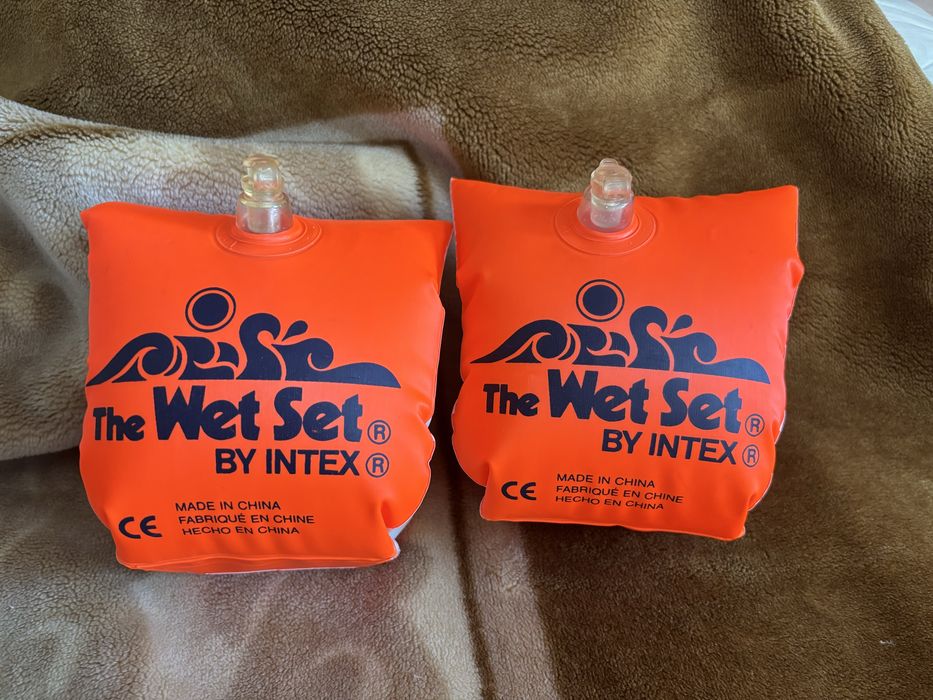 The Wet Set®
BY INTEX®
CE
MADE IN CHINA
FABRIQUÉ EN CHINE
HECHO EN CHINA
The Wet Set®
BY INTEX®
CE
MADE IN CHINA
FABRIQUÉ EN CHINE
HECHO EN CHINA